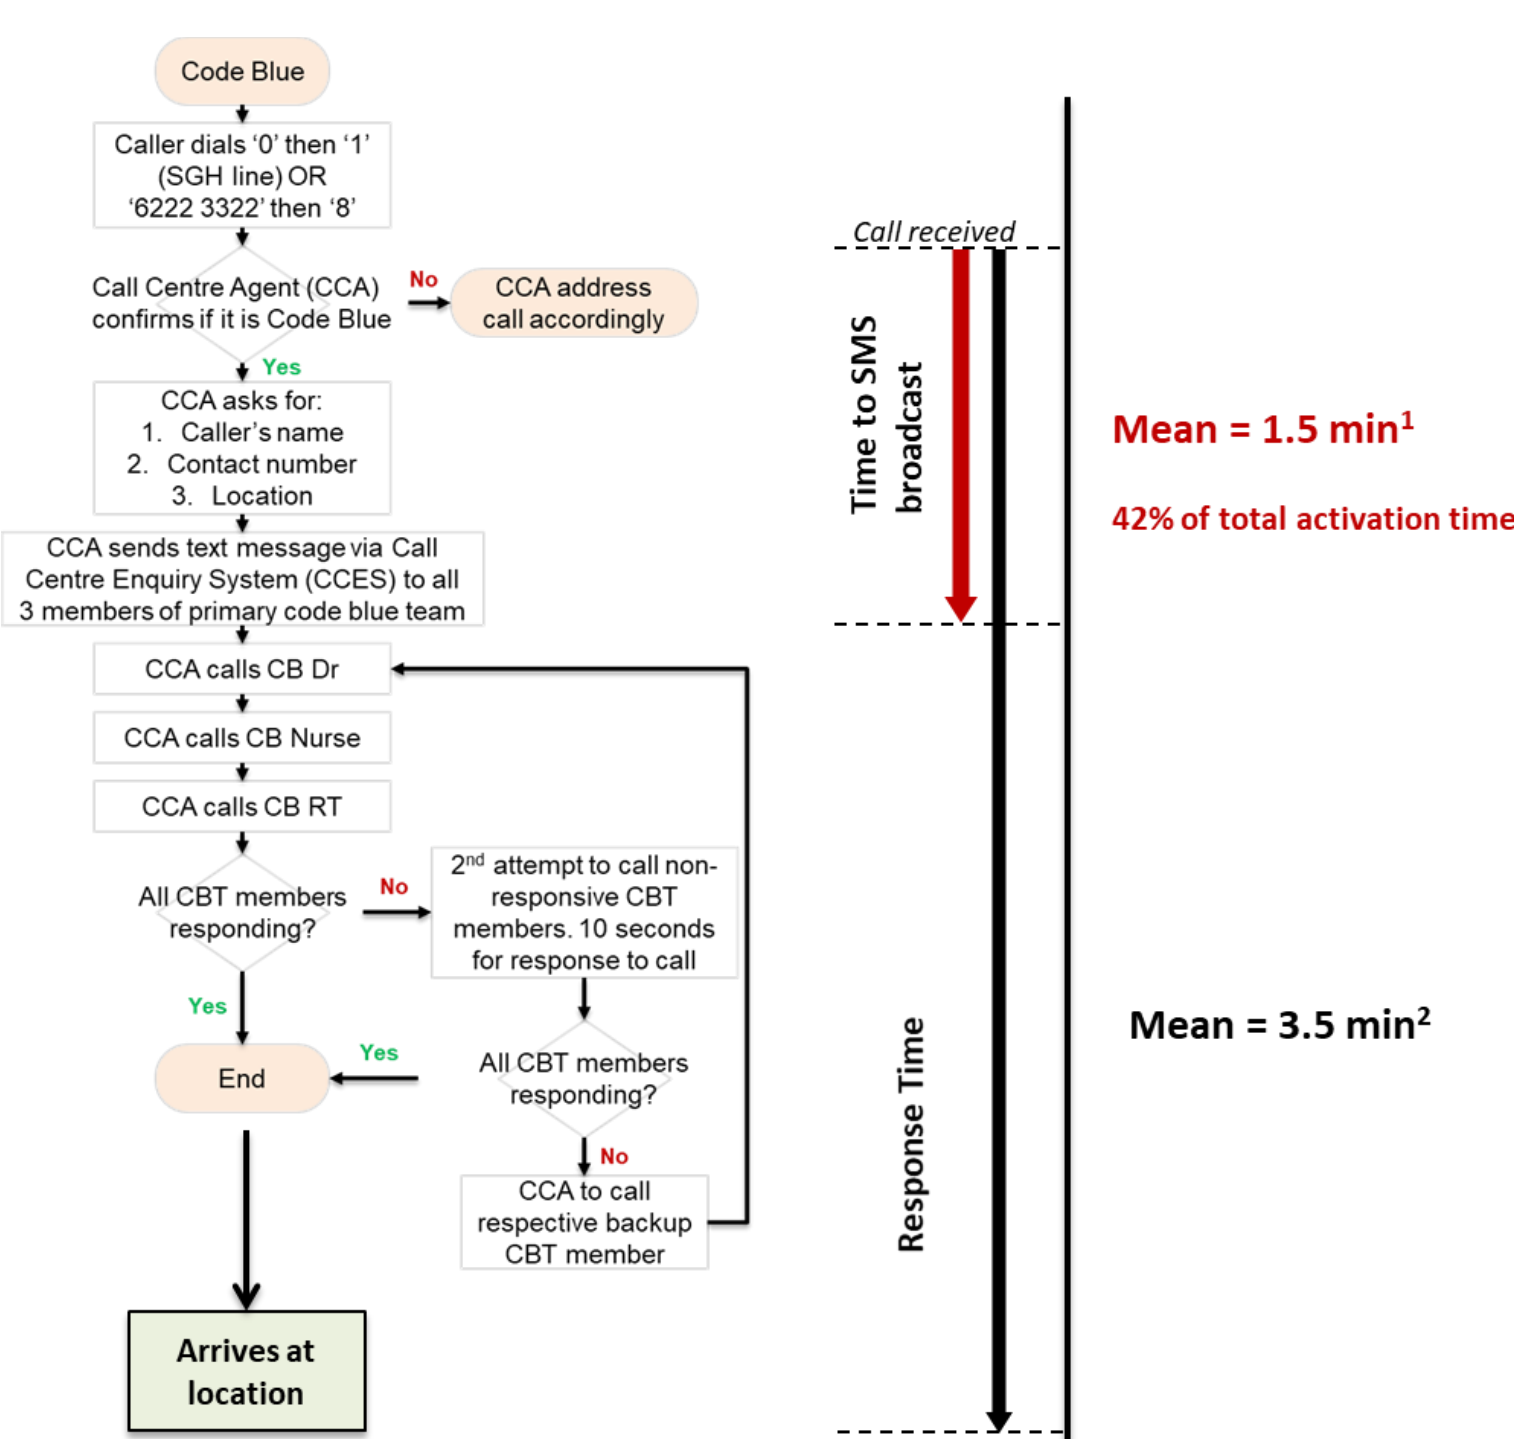 Code Blue
Caller dials ‘0’ then ‘1’
(SGH line) OR
‘6222 3322’ then ‘8’
Call Centre Agent (CCA)
confirms if it is Code Blue
No
CCA address
call accordingly
Yes
CCA asks for:
1. Caller’s name
2. Contact number
3. Location
CCA sends text message via Call
Centre Enquiry System (CCES) to all
3 members of primary code blue team
CCA calls CB Dr
CCA calls CB Nurse
CCA calls CB RT
All CBT members
responding?
No
2nd attempt to call non-
responsive CBT
members. 10 seconds
for response to call
Yes
All CBT members
responding?
Yes
End
No
CCA to call
respective backup
CBT member
Arrives at
location
Call received
Time to SMS
broadcast
Mean = 1.5 min1
42% of total activation time
Response Time
Mean = 3.5 min2